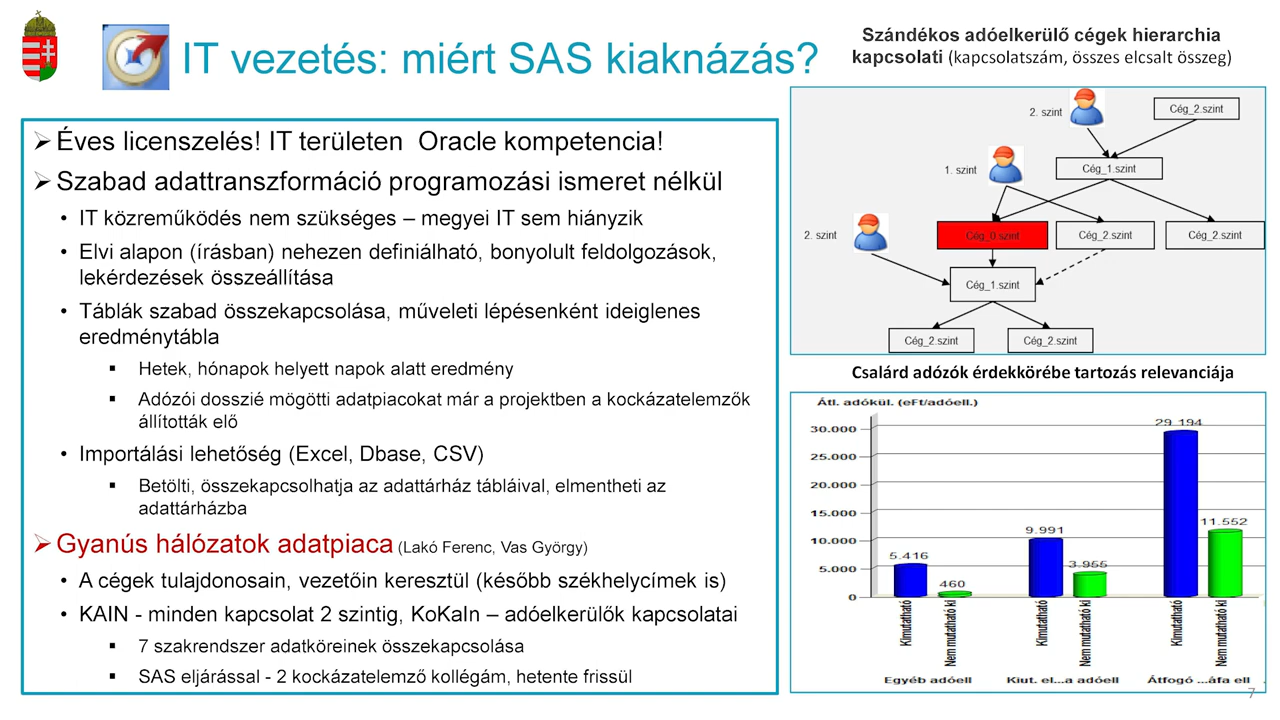 IT vezetés: miért SAS kiaknázás?
Szándékos adóelkerülő cégek hierarchia
kapcsolati (kapcsolatszám, összes elcsalt összeg)
Éves licenszelés! IT területen Oracle kompetencia!
Szabad adattranszformáció programozási ismeret nélkül
• IT közreműködés nem szükséges – megyei IT sem hiányzik
• Elvi alapon (írásban) nehezen definiálható, bonyolult feldolgozások,
lekérdezések összeállítása
• Táblák szabad összekapcsolása, műveleti lépésenként ideiglenes
eredménytábla
▪ Hetek, hónapok helyett napok alatt eredmény
▪ Adózói dosszié mögötti adatpiacokat már a projektben a kockázatelemzők
állították elő
• Importálási lehetőség (Excel, Dbase, CSV)
▪ Betölti, összekapcsolhatja az adattárház tábláival, elmentheti az
adattárházba
Gyanús hálózatok adatpiaca (Lakó Ferenc, Vas György)
• A cégek tulajdonosain, vezetőin keresztül (később székhelycímek is)
• KAIN - minden kapcsolat 2 szintig, KoKaIn – adóelkerülők kapcsolatai
▪ 7 szakrendszer adatköreinek összekapcsolása
▪ SAS eljárással - 2 kockázatelemző kollégám, hetente frissül
2. szint
Cég_2.szint
1. szint
Cég_1.szint
2. szint
Cég_0.szint
Cég_2.szint
Cég_2.szint
Cég_1.szint
Cég_2.szint
Cég_2.szint
Csalárd adózók érdekkörébe tartozás relevanciája
Átl. adókül. (eFt/adóell.)
30.000
25.000
20.000
15.000
10.000
5.000
0
5.416
460
9.991
3.955
29.194
11.552
Kimutatható
Nem mutatható ki
Kimutatható
Nem mutatható ki
Kimutatható
Nem mutatható ki
Egyéb adóell
Kiut. el...a adóell
Átfogó ...áfa ell
7